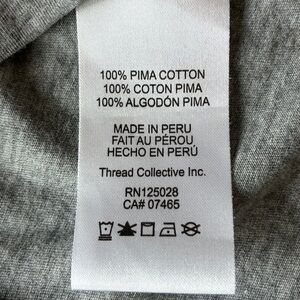 100% PIMA COTTON
100% COTON PIMA
100% ALGODÓN PIMA
MADE IN PERU
FAIT AU PÉROU
HECHO EN PERÚ
Thread Collective Inc.
RN125028
CA# 07465